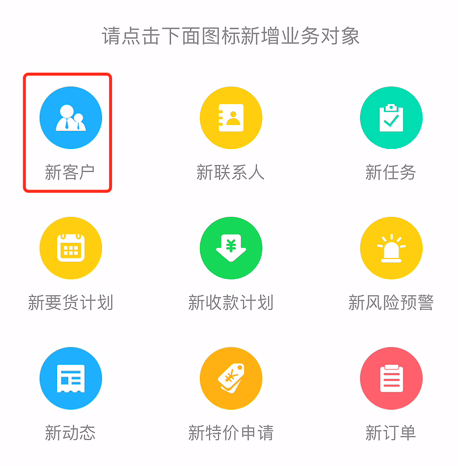 请点击下面图标新增业务对象
新客户
新联系人
新任务
新要货计划
新收款计划
新风险预警
新动态
新特价申请
新订单